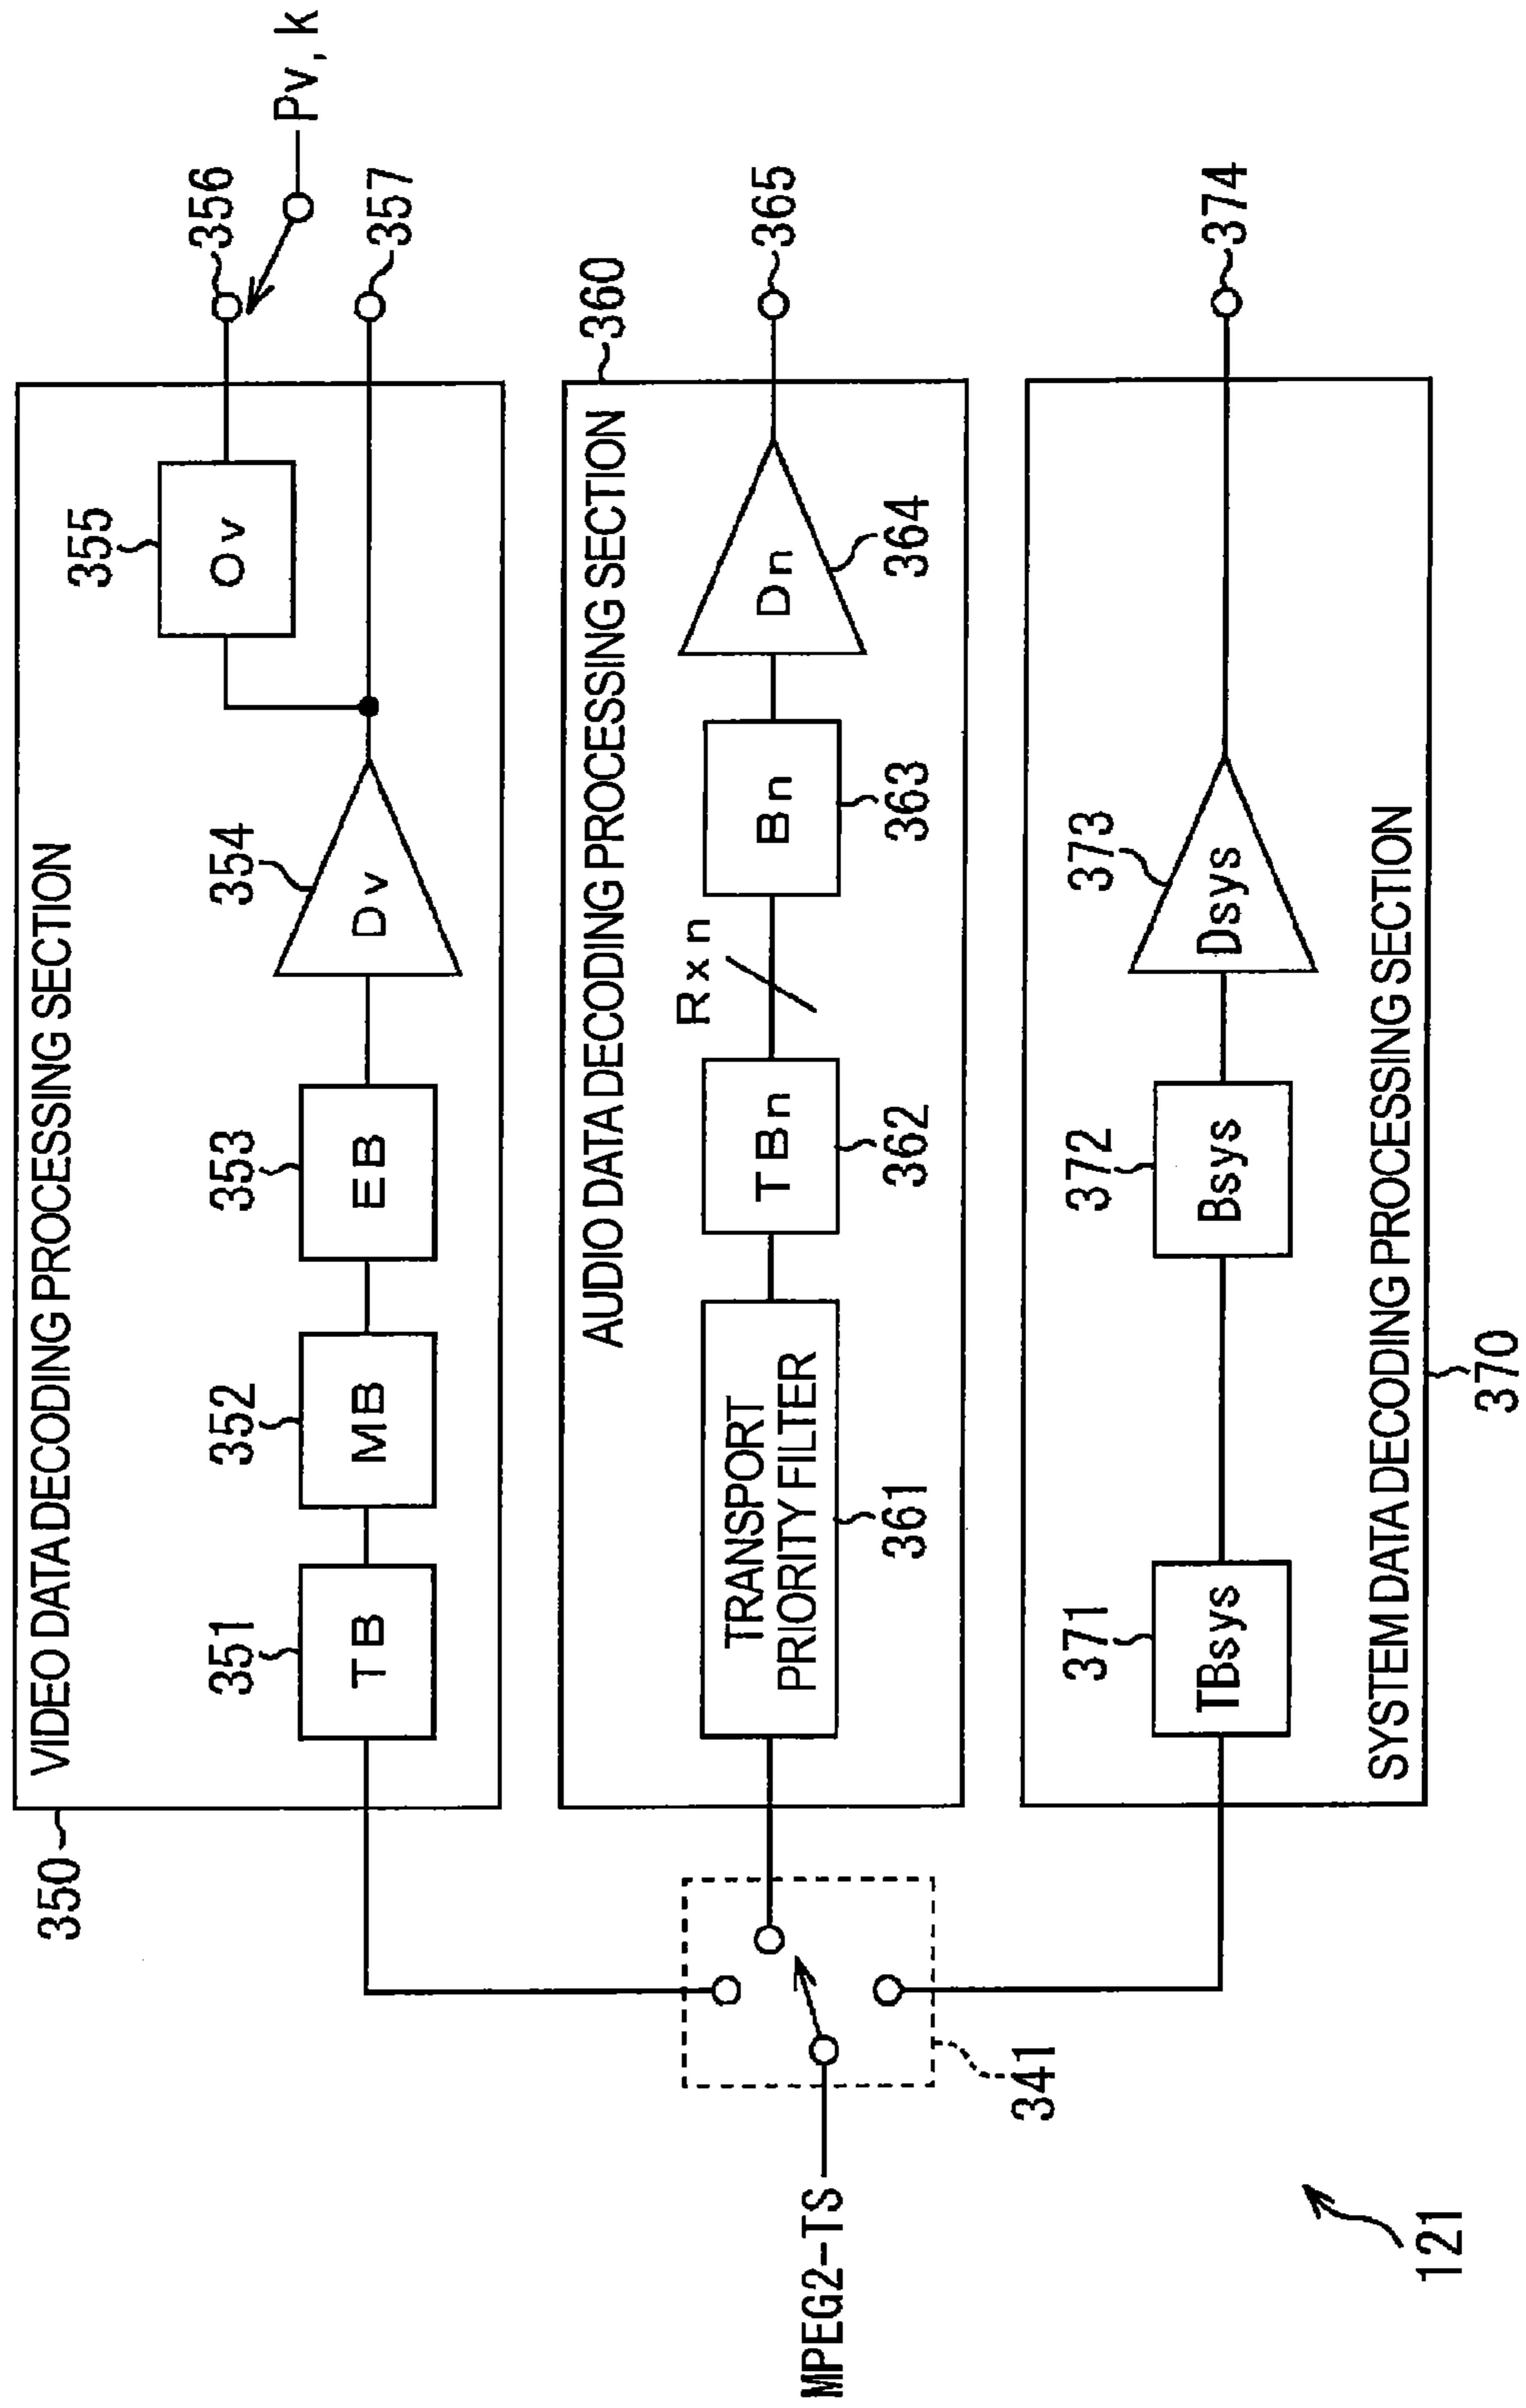 350
VIDEO DATA DECODING PROCESSING SECTION
351
TB
352
MB
353
EB
354
Dv
355
Ov
356
357
Pv, k
360
AUDIO DATA DECODING PROCESSING SECTION
TRANSPORT
PRIORITY FILTER
361
TBn
362
Rxn
Bn
363
Dn
364
365
MPEG2-TS
341
371
TBsys
372
Bsys
373
Dsys
374
SYSTEM DATA DECODING PROCESSING SECTION
370
121